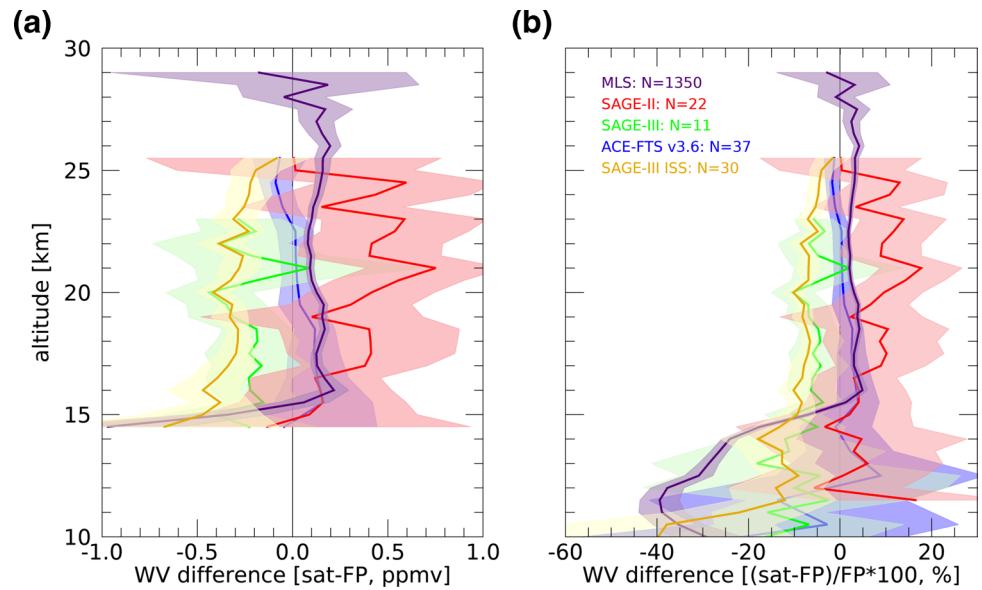 (a)
(b)
30
25
20
15
10
altitude [km]
-1.0 -0.5 0.0 0.5 1.0
WV difference [sat-FP, ppmv]
MLS: N=1350
SAGE-II: N=22
SAGE-III: N=11
ACE-FTS v3.6: N=37
SAGE-III ISS: N=30
-60 -40 -20 0 20
WV difference [(sat-FP)/FP*100, %]